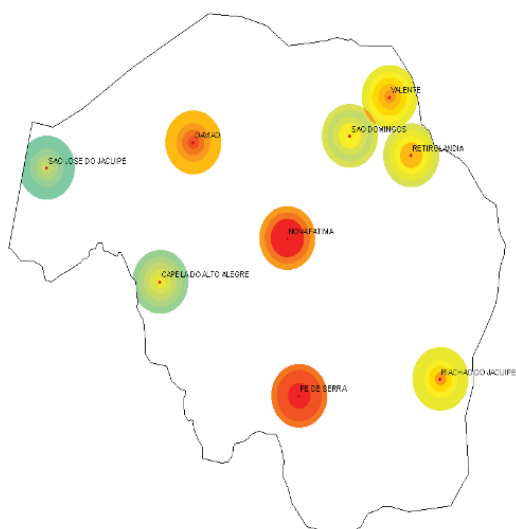 VALENTE
SAO DOMINGOS
GAVIAO
RETIROLANDIA
SAO JOSE DO JACUIPE
NOVA FATIMA
CAPELA DO ALTO ALEGRE
RIACHAO DO JACUIPE
PE DE SERRA